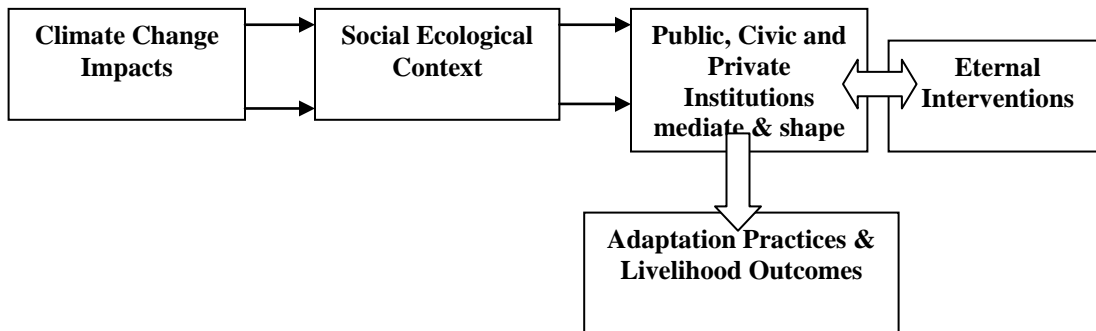 Climate Change
Impacts
Social Ecological
Context
Public, Civic and
Private
Institutions
mediate & shape
Eternal
Interventions
Adaptation Practices &
Livelihood Outcomes